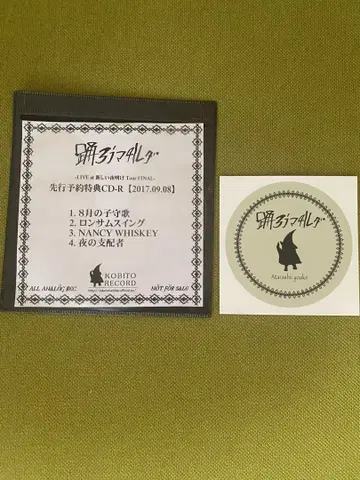 踊ろうマチルダ
-LIVE at 新しい夜明け Tour FINAL-
先行予約特典CD-R【2017.09.08】
1. 8月の子守歌
2. ロンサムスイング
3. NANCY WHISKEY
4. 夜の支配者
KOBITO
RECORD
ALL ANALOG REC
NOT FOR SALE
踊ろうマチルダ
Atarashii yoake